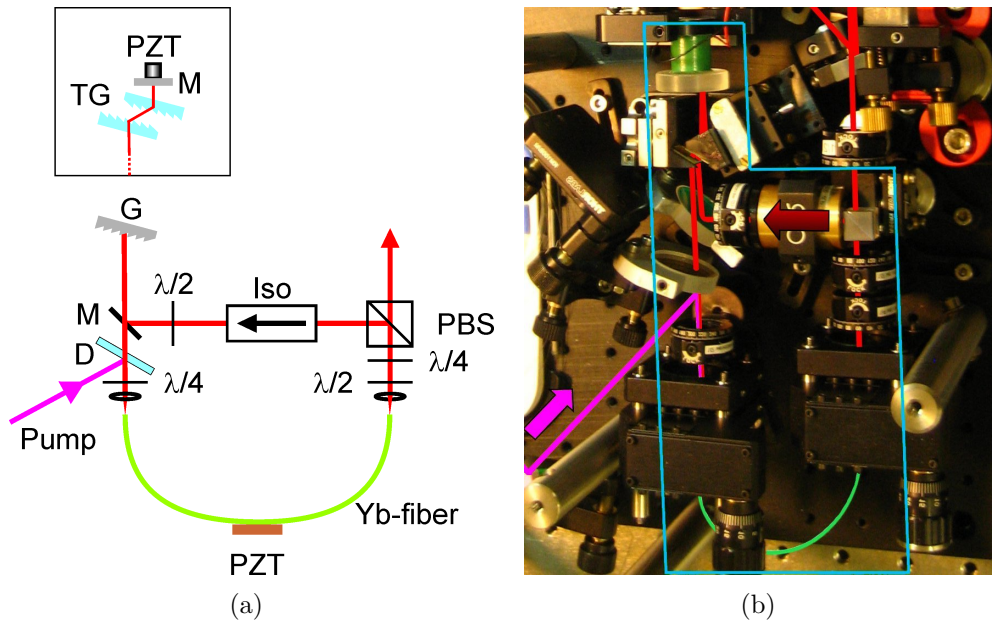 PZT
M
TG
G
λ/2
Iso
M
PBS
D
λ/4
λ/2
λ/4
Pump
Yb-fiber
PZT
(a)
(b)